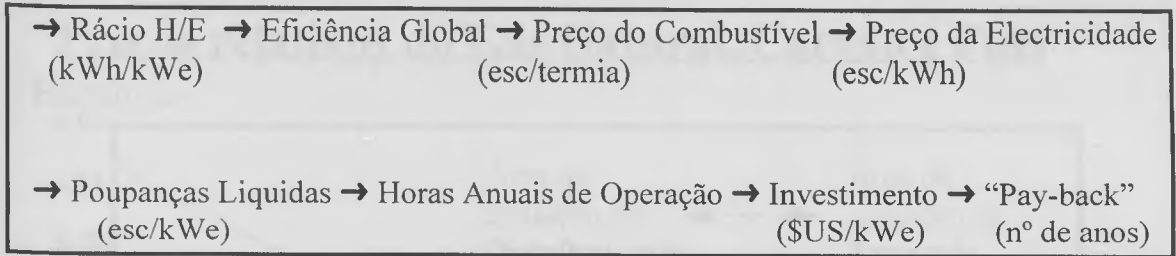 → Rácio H/E → Eficiência Global → Preço do Combustível → Preço da Electricidade
(kWh/kWe) (esc/termia) (esc/kWh)
→ Poupanças Liquidas → Horas Anuais de Operação → Investimento → “Pay-back”
(esc/kWe) ($US/kWe) (nº de anos)